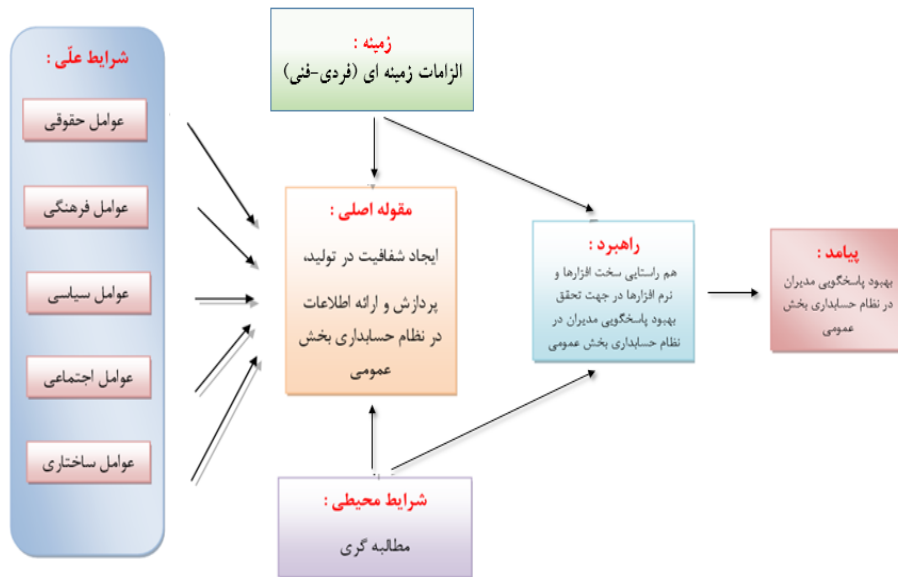 شرایط علّی :
عوامل حقوقی
عوامل فرهنگی
عوامل سیاسی
عوامل اجتماعی
عوامل ساختاری
زمینه :
الزامات زمینه ای (فردی-فنی)
مقوله اصلی :
ایجاد شفافیت در تولید،
پردازش و ارائه اطلاعات
در نظام حسابداری بخش
عمومی
شرایط محیطی :
مطالبه گری
راهبرد :
هم راستایی سخت افزارها و
نرم افزارها در جهت تحقق
بهبود پاسخگویی مدیران در
نظام حسابداری بخش عمومی
پیامد :
بهبود پاسخگویی مدیران
در نظام حسابداری بخش
عمومی